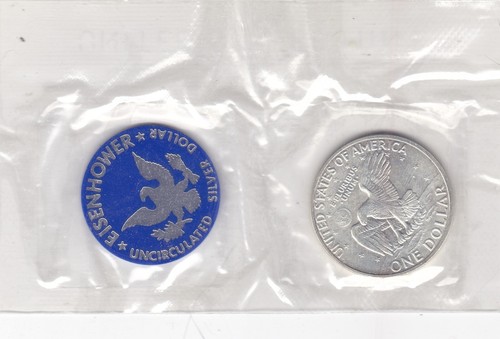 EISENHOWER
SILVER DOLLAR
UNCIRCULATED
UNITED STATES OF AMERICA
E PLURIBUS UNUM
ONE DOLLAR